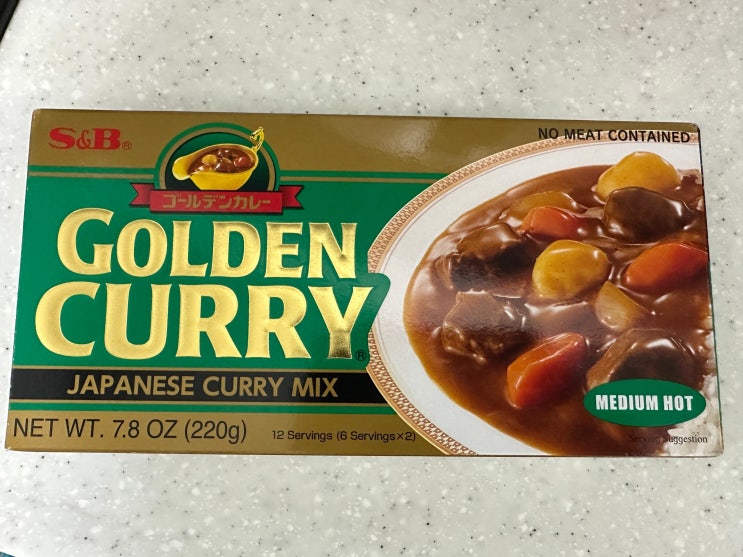 S&B®
NO MEAT CONTAINED
ゴールデンカレー
GOLDEN
CURRY®
JAPANESE CURRY MIX
MEDIUM HOT
NET WT. 7.8 OZ (220g)
12 Servings (6 Servings×2)
Serving Suggestion